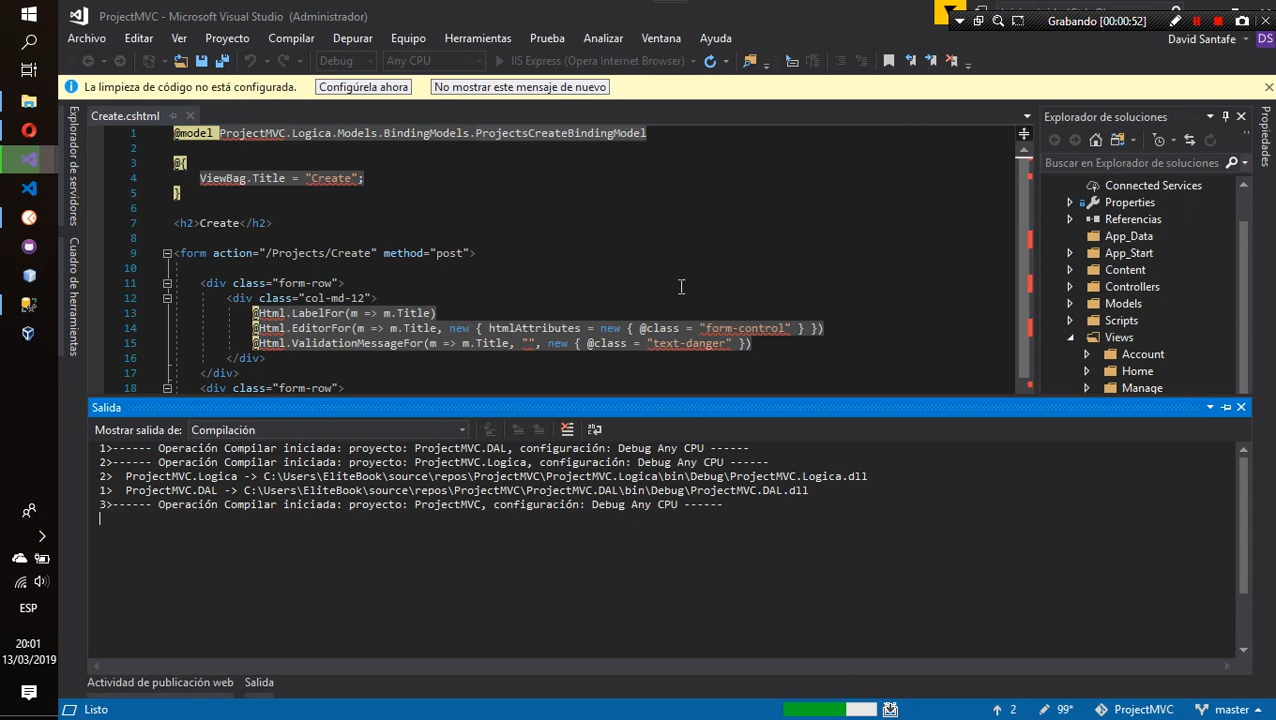 ProjectMVC - Microsoft Visual Studio (Administrador)
Grabando [00:00:52]
Archivo Editar Ver Proyecto Compilar Depurar Equipo Herramientas Prueba Analizar Ventana Ayuda
David Santafe DS
Debug Any CPU IIS Express (Opera Internet Browser)
La limpieza de código no está configurada. Configúrela ahora No mostrar este mensaje de nuevo
Explorador de servidores
Cuadro de herramientas
Create.cshtml
1 @model ProjectMVC.Logica.Models.BindingModels.ProjectsCreateBindingModel
2
3 @{
4 ViewBag.Title = "Create";
5 }
6
7 <h2>Create</h2>
8
9 <form action="/Projects/Create" method="post">
10
11 <div class="form-row">
12 <div class="col-md-12">
13 @Html.LabelFor(m => m.Title)
14 @Html.EditorFor(m => m.Title, new { htmlAttributes = new { @class = "form-control" } })
15 @Html.ValidationMessageFor(m => m.Title, "", new { @class = "text-danger" })
16 </div>
17 </div>
18 <div class="form-row">
Explorador de soluciones
Buscar en Explorador de soluciones
Connected Services
Properties
Referencias
App_Data
App_Start
Content
Controllers
Models
Scripts
Views
Account
Home
Manage
Propiedades
Salida
Mostrar salida de: Compilación
1>------ Operación Compilar iniciada: proyecto: ProjectMVC.DAL, configuración: Debug Any CPU ------
2>------ Operación Compilar iniciada: proyecto: ProjectMVC.Logica, configuración: Debug Any CPU ------
2> ProjectMVC.Logica -> C:\Users\EliteBook\source\repos\ProjectMVC\ProjectMVC.Logica\bin\Debug\ProjectMVC.Logica.dll
1> ProjectMVC.DAL -> C:\Users\EliteBook\source\repos\ProjectMVC\ProjectMVC.DAL\bin\Debug\ProjectMVC.DAL.dll
3>------ Operación Compilar iniciada: proyecto: ProjectMVC, configuración: Debug Any CPU ------
Actividad de publicación web Salida
Listo
2 99* ProjectMVC master
ESP
20:01
13/03/2019